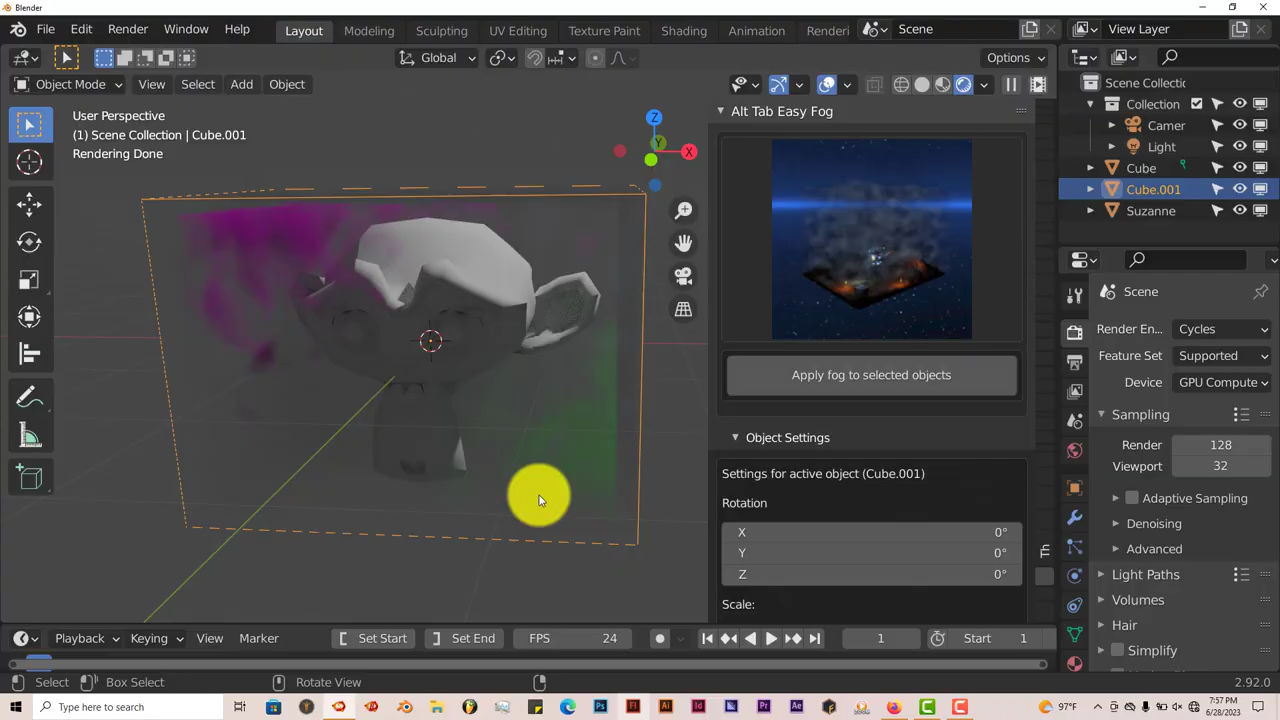 Blender
File Edit Render Window Help
Layout Modeling Sculpting UV Editing Texture Paint Shading Animation Renderi
Scene
View Layer
Global
Options
Object Mode View Select Add Object
User Perspective
(1) Scene Collection | Cube.001
Rendering Done
Z
Y
X
Alt Tab Easy Fog
Apply fog to selected objects
Object Settings
Settings for active object (Cube.001)
Rotation
X 0°
Y 0°
Z 0°
Scale:
Scene Collectic
Collection
Camer
Light
Cube
Cube.001
Suzanne
Scene
Render En... Cycles
Feature Set Supported
Device GPU Compute
Sampling
Render 128
Viewport 32
Adaptive Sampling
Denoising
Advanced
Light Paths
Volumes
Hair
Simplify
Playback Keying View Marker
Set Start
Set End
FPS 24
1
Start 1
Select Box Select Rotate View
2.92.0
Type here to search
97°F
7:57 PM
6/28/2023